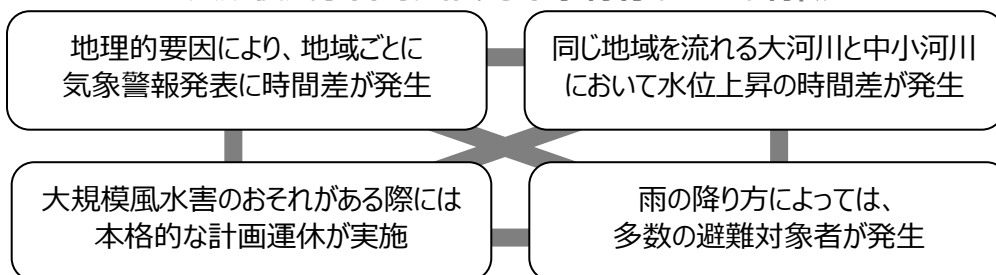 地理的要因により、地域ごとに
気象警報発表に時間差が発生
同じ地域を流れる大河川と中小河川
において水位上昇の時間差が発生
大規模風水害のおそれがある際には
本格的な計画運休が実施
雨の降り方によっては、
多数の避難対象者が発生